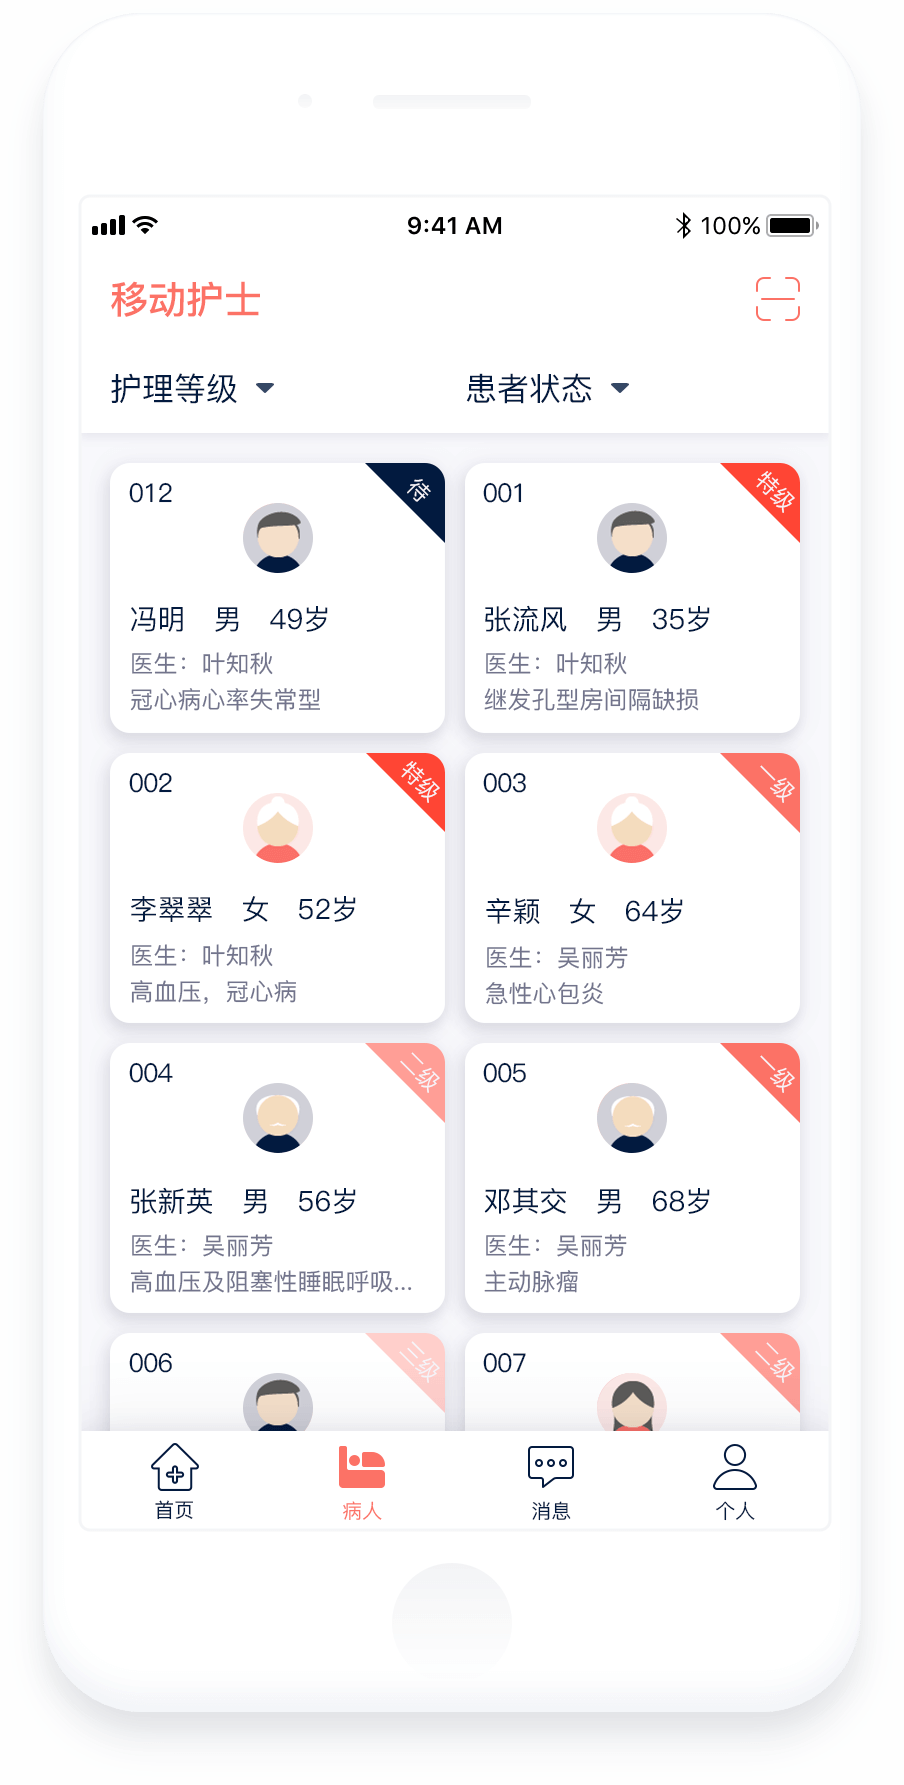 9:41 AM 100%
移动护士
护理等级 患者状态
012 待
冯明 男 49岁
医生：叶知秋
冠心病心率失常型
001 特级
张流风 男 35岁
医生：叶知秋
继发孔型房间隔缺损
002 特级
李翠翠 女 52岁
医生：叶知秋
高血压，冠心病
003 一级
辛颖 女 64岁
医生：吴丽芳
急性心包炎
004 二级
张新英 男 56岁
医生：吴丽芳
高血压及阻塞性睡眠呼吸...
005 一级
邓其交 男 68岁
医生：吴丽芳
主动脉瘤
006 三级
007 二级
首页 病人 消息 个人